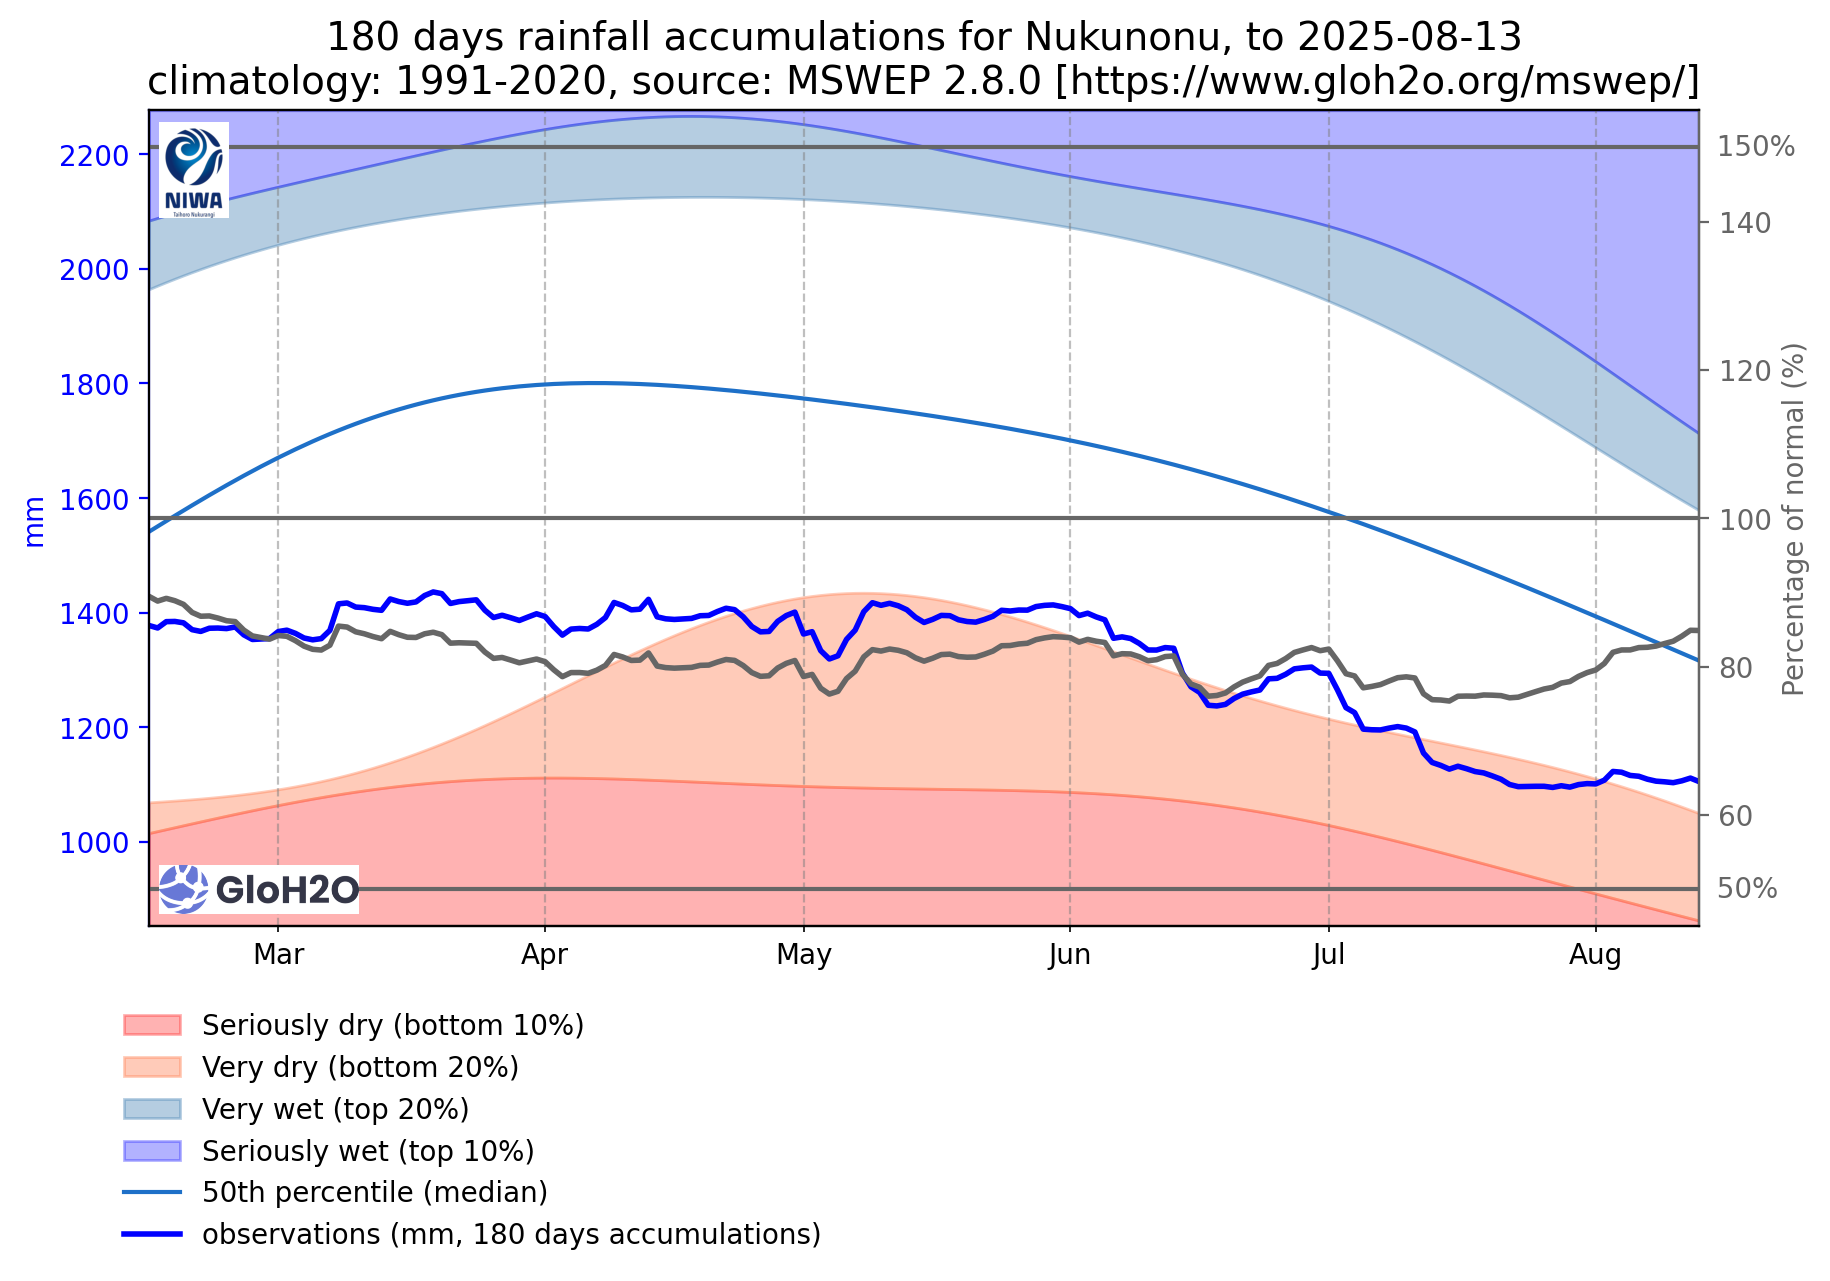 180 days rainfall accumulations for Nukunonu, to 2025-08-13
climatology: 1991-2020, source: MSWEP 2.8.0 [https://www.gloh2o.org/mswep/]
NIWA
Taihoro Nukurangi
2200
2000
1800
1600
1400
1200
1000
mm
150%
140
120
100
80
60
50%
Percentage of normal (%)
GloH2O
Mar
Apr
May
Jun
Jul
Aug
Seriously dry (bottom 10%)
Very dry (bottom 20%)
Very wet (top 20%)
Seriously wet (top 10%)
50th percentile (median)
observations (mm, 180 days accumulations)